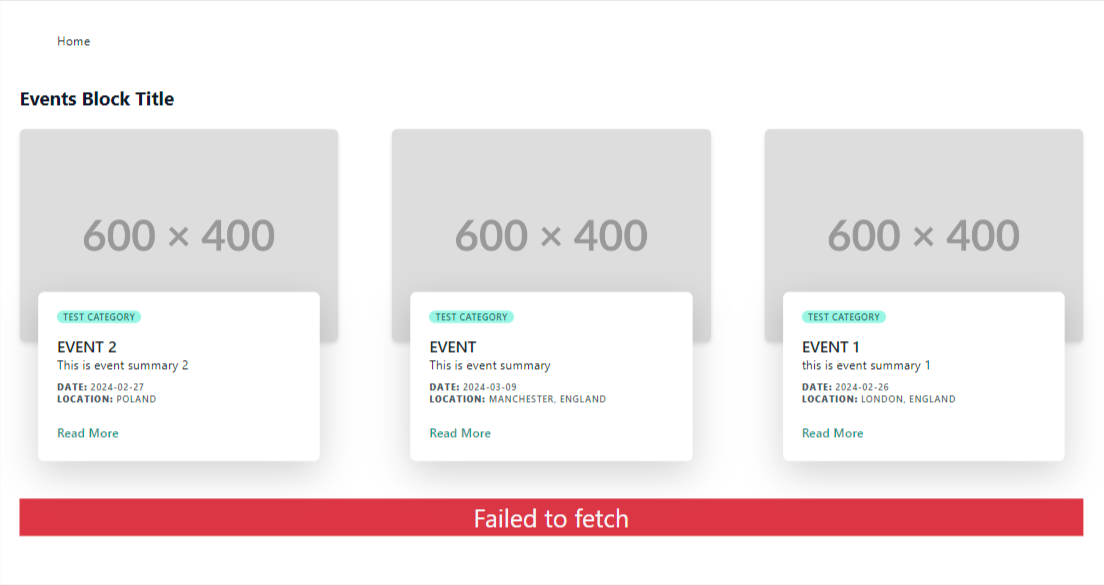 Home
Events Block Title
600 × 400
TEST CATEGORY
EVENT 2
This is event summary 2
DATE: 2024-02-27
LOCATION: POLAND
Read More
600 × 400
TEST CATEGORY
EVENT
This is event summary
DATE: 2024-03-09
LOCATION: MANCHESTER, ENGLAND
Read More
600 × 400
TEST CATEGORY
EVENT 1
this is event summary 1
DATE: 2024-02-26
LOCATION: LONDON, ENGLAND
Read More
Failed to fetch